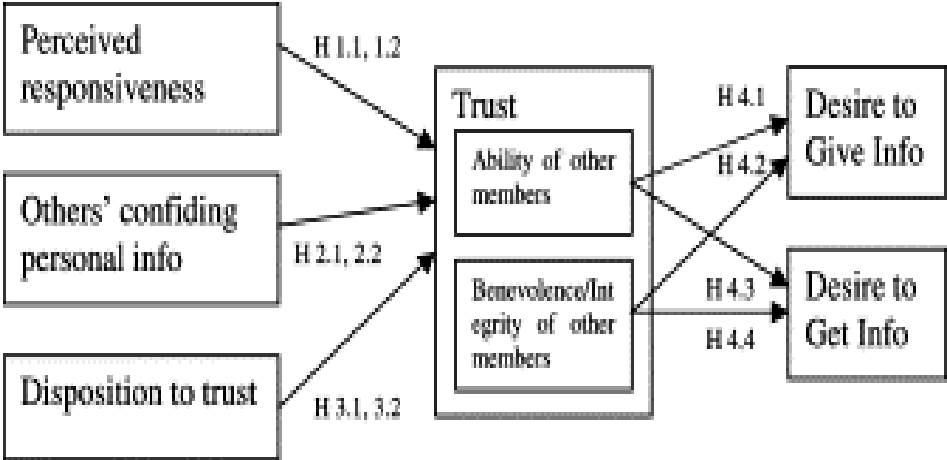 Perceived
responsiveness
H 1.1, 1.2
Others' confiding
personal info
H 2.1, 2.2
Disposition to trust
H 3.1, 3.2
Trust
Ability of other
members
Benevolence/Int
egrity of other
members
H 4.1
H 4.2
H 4.3
H 4.4
Desire to
Give Info
Desire to
Get Info